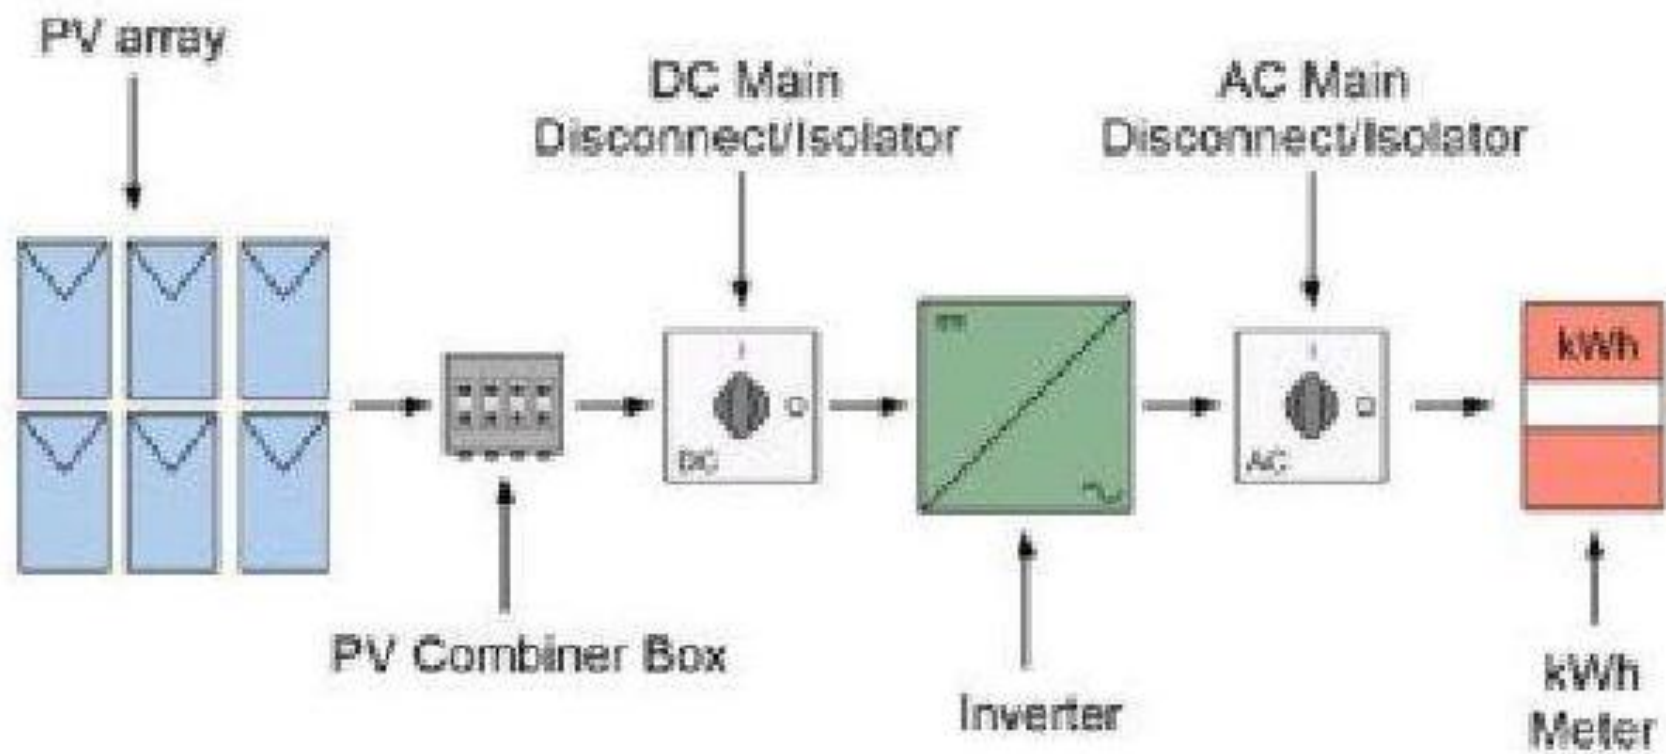 PV array
DC Main
Disconnect/Isolator
AC Main
Disconnect/Isolator
I
O
DC
I
O
AC
kWh
PV Combiner Box
Inverter
kWh
Meter